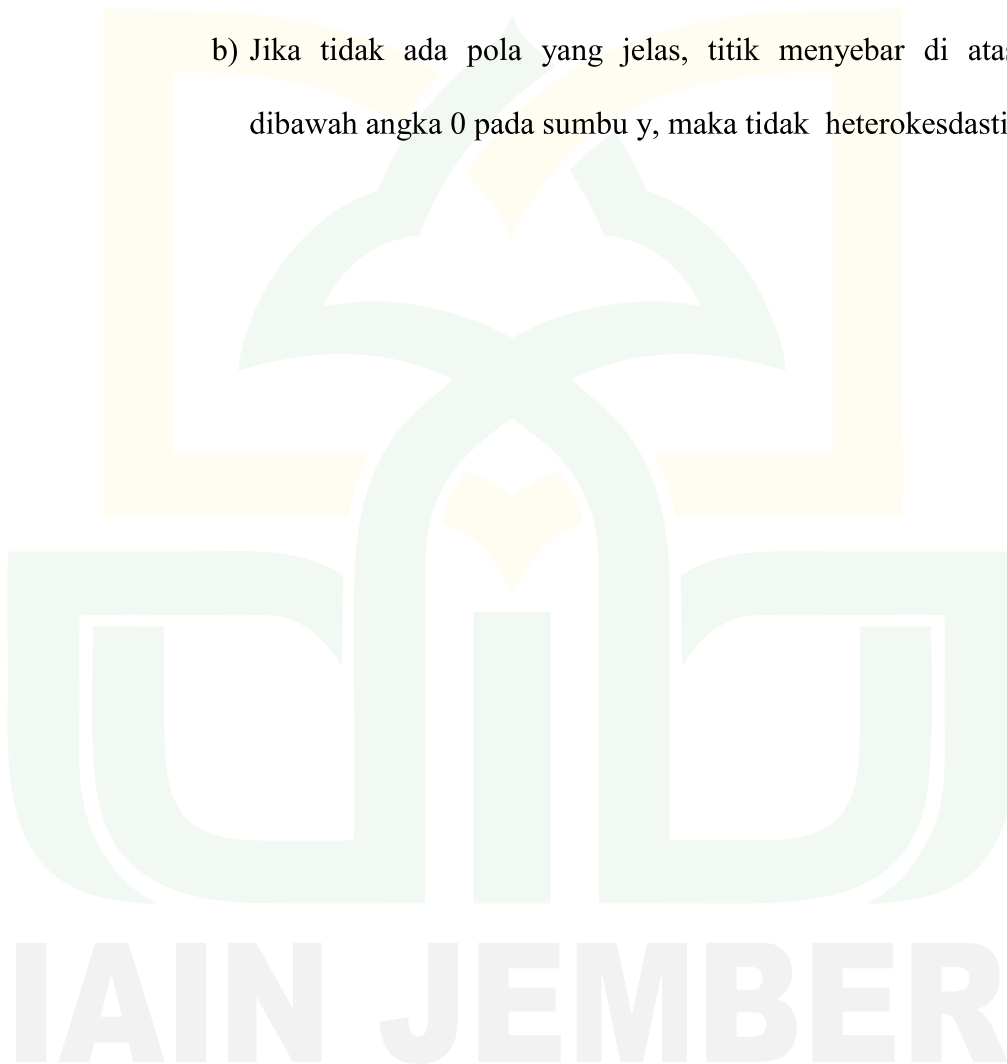 b) Jika tidak ada pola yang jelas, titik menyebar di atas
dibawah angka 0 pada sumbu y, maka tidak heterokesdasti
IAIN JEMBER